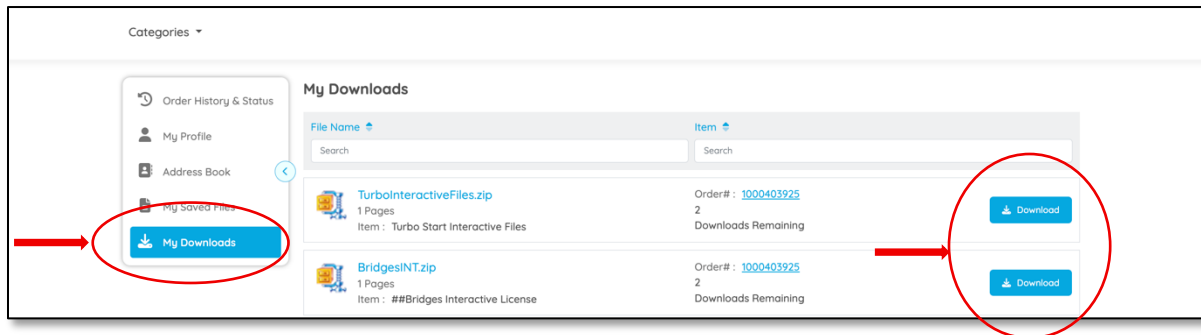 Categories
Order History & Status
My Profile
Address Book
My Saved Files
My Downloads
My Downloads
File Name Item
Search Search
TurboInteractiveFiles.zip
1 Pages
Item : Turbo Start Interactive Files
Order# : 1000403925
2
Downloads Remaining
Download
BridgesINT.zip
1 Pages
Item : ##Bridges Interactive License
Order# : 1000403925
2
Downloads Remaining
Download